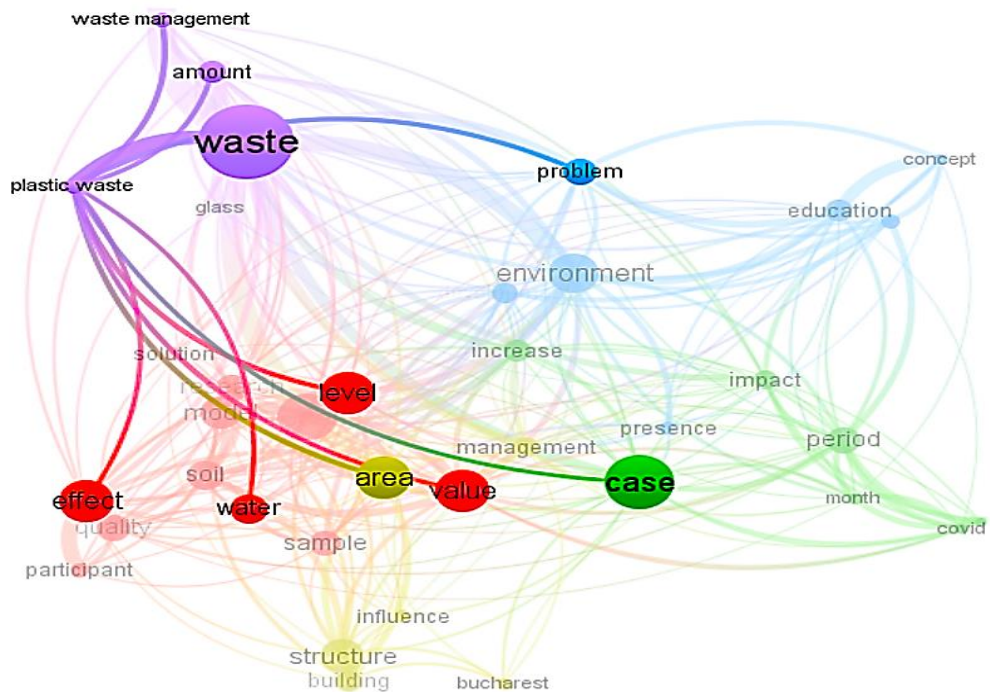 waste management
amount
waste
problem
concept
plastic waste
glass
education
environment
solution
increase
research
level
impact
model
management
presence
period
soil
area
value
case
effect
water
month
quality
sample
covid
participant
influence
structure
building
bucharest